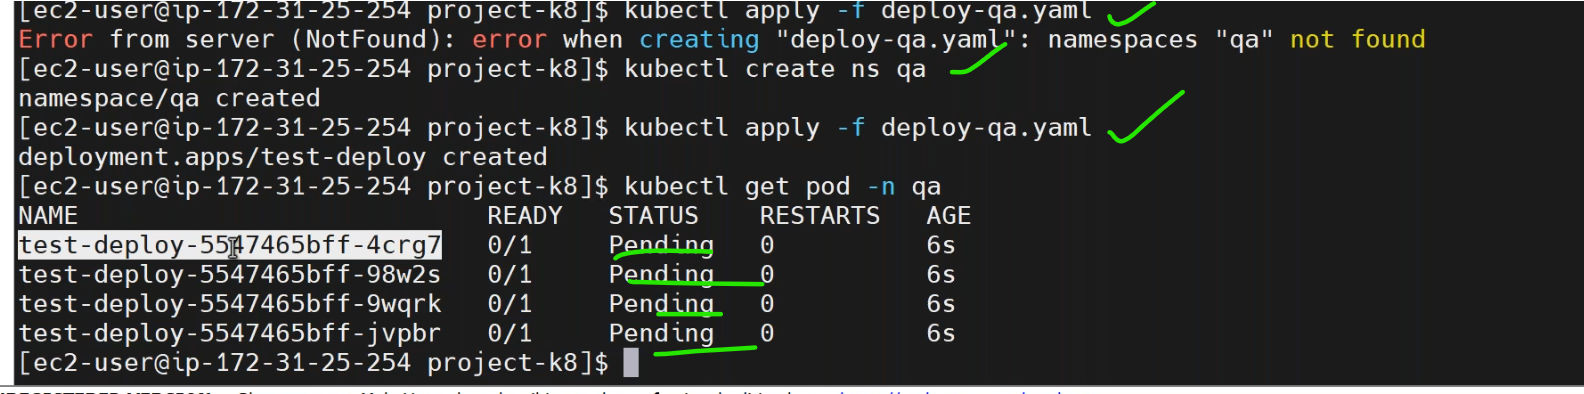 [ec2-user@ip-172-31-25-254 project-k8]$ kubectl apply -f deploy-qa.yaml
Error from server (NotFound): error when creating "deploy-qa.yaml": namespaces "qa" not found
[ec2-user@ip-172-31-25-254 project-k8]$ kubectl create ns qa
namespace/qa created
[ec2-user@ip-172-31-25-254 project-k8]$ kubectl apply -f deploy-qa.yaml
deployment.apps/test-deploy created
[ec2-user@ip-172-31-25-254 project-k8]$ kubectl get pod -n qa
NAME READY STATUS RESTARTS AGE
test-deploy-5547465bff-4crg7 0/1 Pending 0 6s
test-deploy-5547465bff-98w2s 0/1 Pending 0 6s
test-deploy-5547465bff-9wqrk 0/1 Pending 0 6s
test-deploy-5547465bff-jvpbr 0/1 Pending 0 6s
[ec2-user@ip-172-31-25-254 project-k8]$